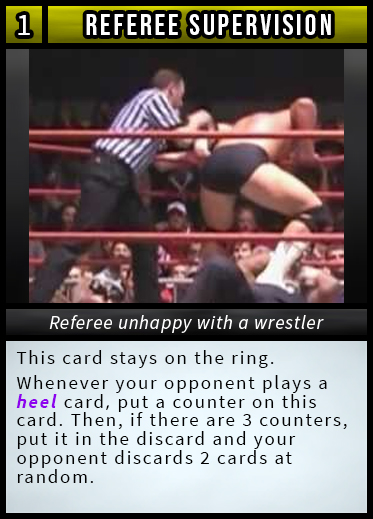 1 REFEREE SUPERVISION
Referee unhappy with a wrestler
This card stays on the ring.
Whenever your opponent plays a
heel card, put a counter on this
card. Then, if there are 3 counters,
put it in the discard and your
opponent discards 2 cards at
random.